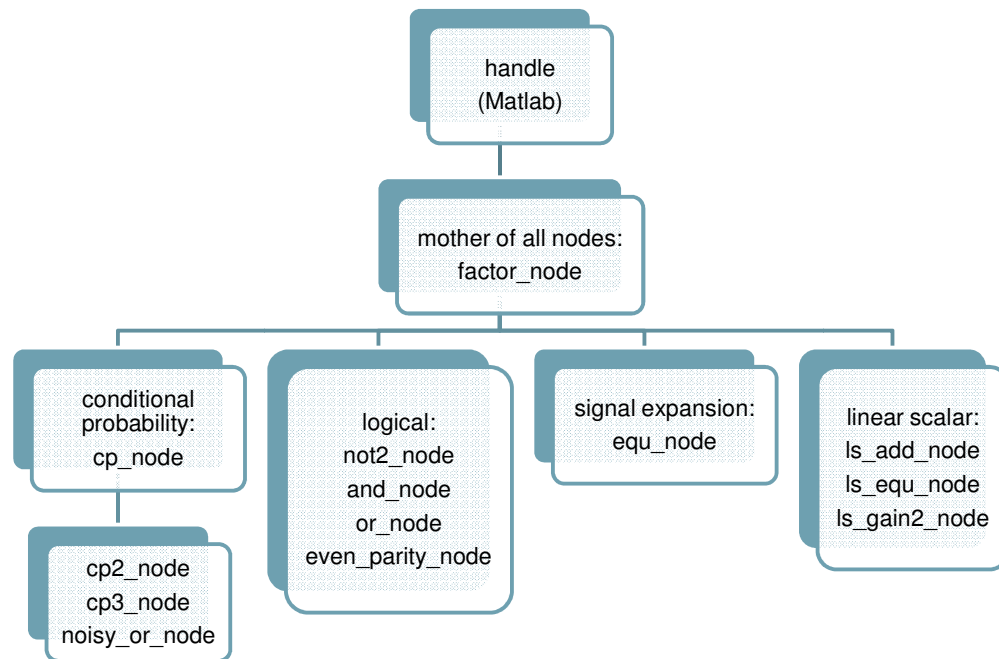 handle
(Matlab)
mother of all nodes:
factor_node
conditional
probability:
cp_node
logical:
not2_node
and_node
or_node
even_parity_node
signal expansion:
equ_node
linear scalar:
ls_add_node
ls_equ_node
ls_gain2_node
cp2_node
cp3_node
noisy_or_node